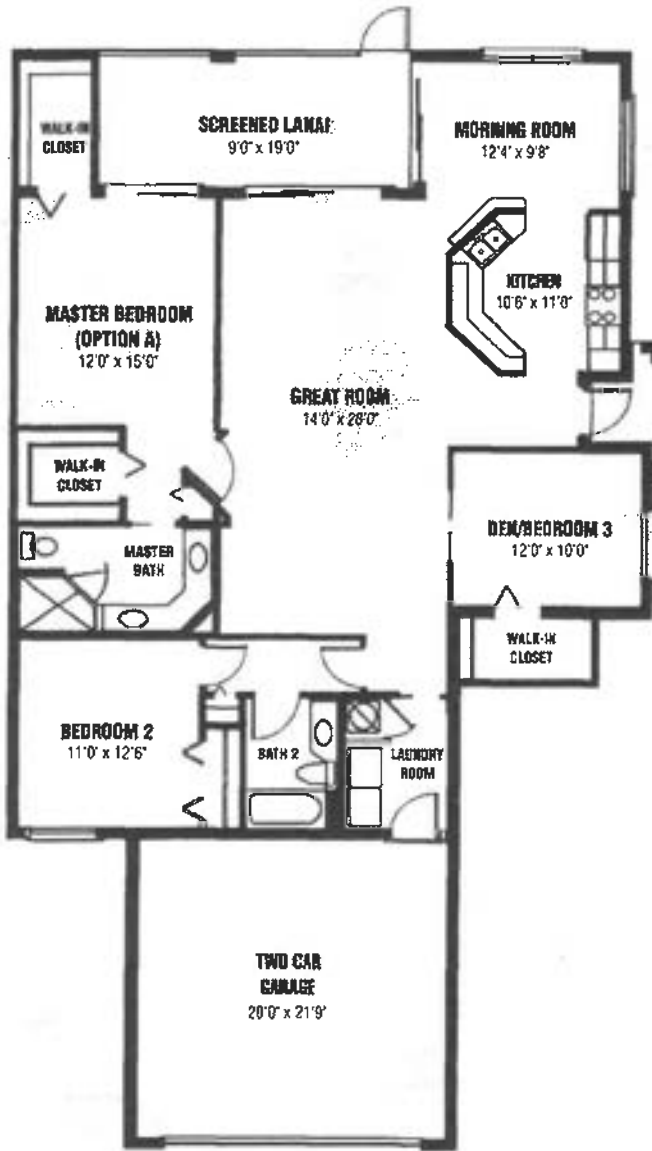 WALK-IN
CLOSET
SCREENED LANAI
9'0" x 19'0"
MORNING ROOM
12'4" x 9'8"
KITCHEN
10'6" x 11'0"
MASTER BEDROOM
(OPTION A)
12'0" x 15'0"
GREAT ROOM
14'0" x 28'0"
WALK-IN
CLOSET
MASTER
BATH
DEN/BEDROOM 3
12'0" x 10'0"
WALK-IN
CLOSET
BEDROOM 2
11'0" x 12'6"
BATH 2
LAUNDRY
ROOM
TWO CAR
GARAGE
20'0" x 21'9"